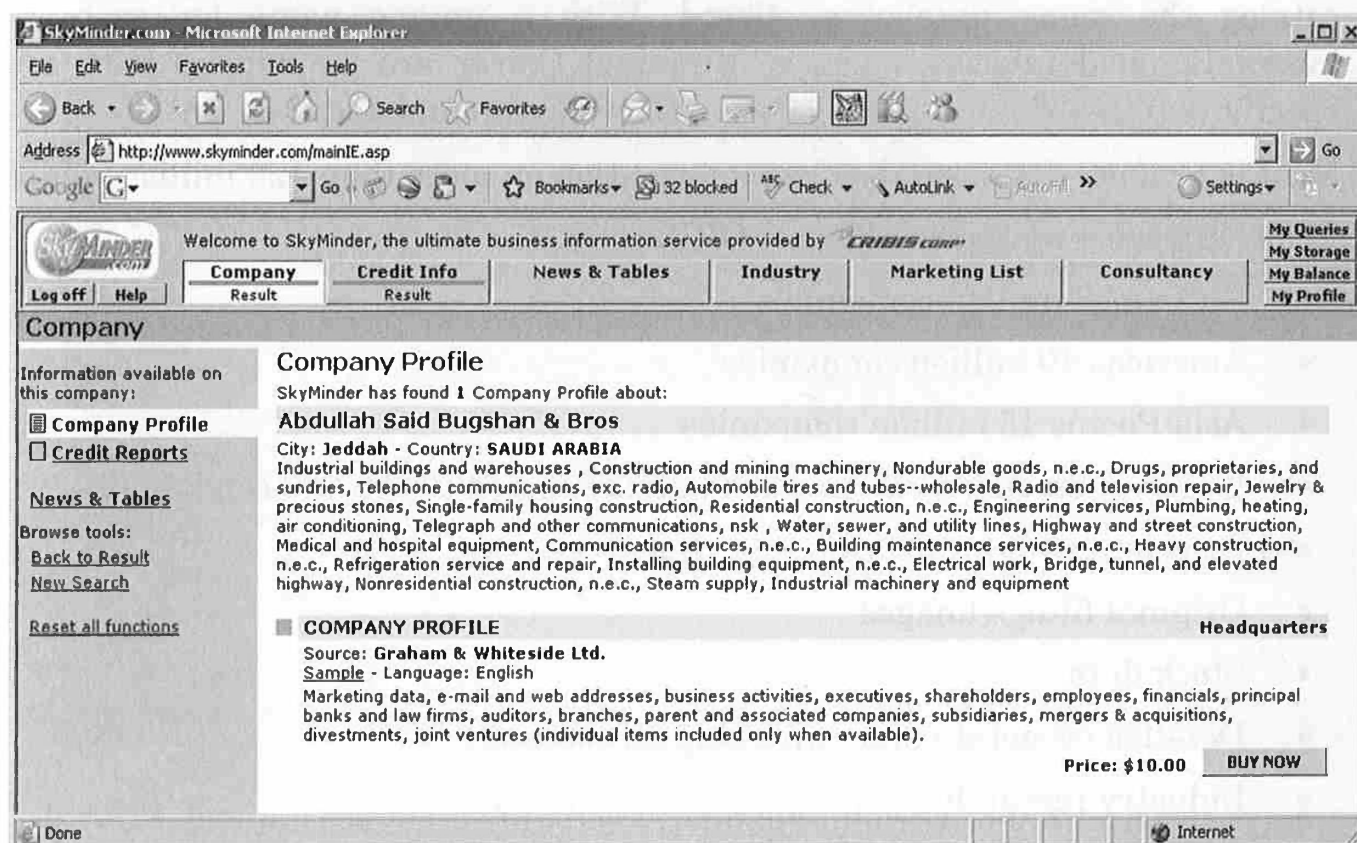 SkyMinder.com - Microsoft Internet Explorer
File Edit View Favorites Tools Help
Back Search Favorites
Address http://www.skyminder.com/mainIE.asp Go
Google Go Bookmarks 32 blocked Check AutoLink AutoFill Settings
SKYMINDER.COM
Welcome to SkyMinder, the ultimate business information service provided by CRIBIS CORP.
My Queries
My Storage
My Balance
My Profile
Company Credit Info News & Tables Industry Marketing List Consultancy
Log off Help Result Result
Company
Information available on
this company:
Company Profile
Credit Reports
News & Tables
Browse tools:
Back to Result
New Search
Reset all functions
Company Profile
SkyMinder has found 1 Company Profile about:
Abdullah Said Bugshan & Bros
City: Jeddah - Country: SAUDI ARABIA
Industrial buildings and warehouses , Construction and mining machinery, Nondurable goods, n.e.c., Drugs, proprietaries, and
sundries, Telephone communications, exc. radio, Automobile tires and tubes--wholesale, Radio and television repair, Jewelry &
precious stones, Single-family housing construction, Residential construction, n.e.c., Engineering services, Plumbing, heating,
air conditioning, Telegraph and other communications, nsk , Water, sewer, and utility lines, Highway and street construction,
Medical and hospital equipment, Communication services, n.e.c., Building maintenance services, n.e.c., Heavy construction,
n.e.c., Refrigeration service and repair, Installing building equipment, n.e.c., Electrical work, Bridge, tunnel, and elevated
highway, Nonresidential construction, n.e.c., Steam supply, Industrial machinery and equipment
COMPANY PROFILE Headquarters
Source: Graham & Whiteside Ltd.
Sample - Language: English
Marketing data, e-mail and web addresses, business activities, executives, shareholders, employees, financials, principal
banks and law firms, auditors, branches, parent and associated companies, subsidiaries, mergers & acquisitions,
divestments, joint ventures (individual items included only when available).
Price: $10.00 BUY NOW
Done Internet